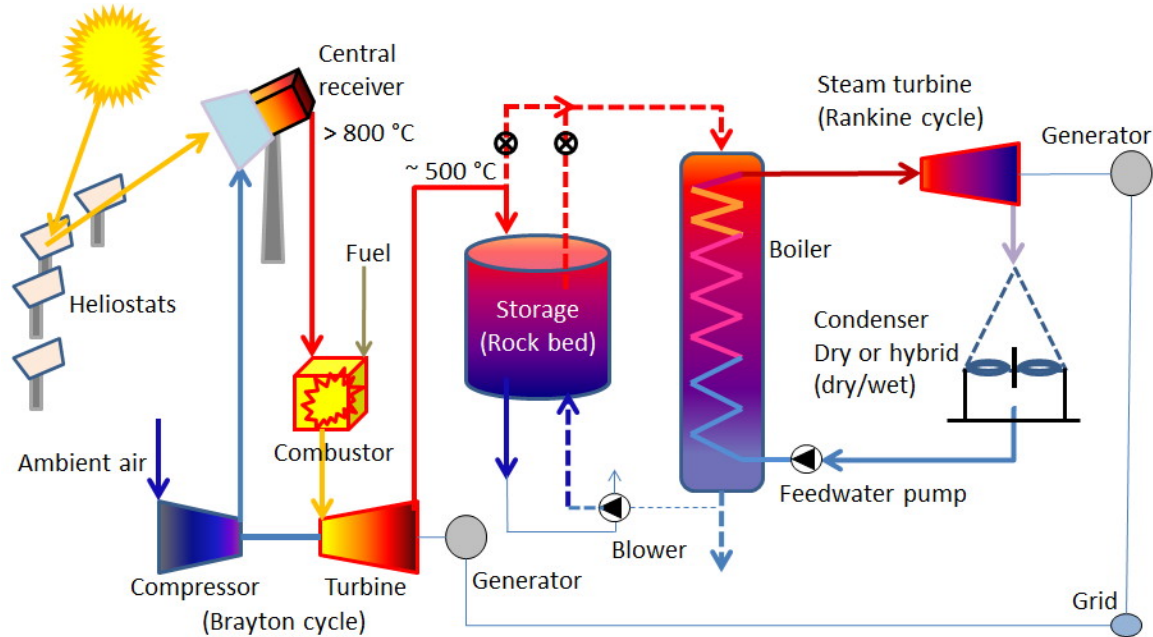 Central
receiver
> 800 °C
~ 500 °C
Steam turbine
(Rankine cycle)
Generator
Heliostats
Fuel
Storage
(Rock bed)
Boiler
Condenser
Dry or hybrid
(dry/wet)
Ambient air
Combustor
Feedwater pump
Blower
Compressor
Turbine
(Brayton cycle)
Generator
Grid